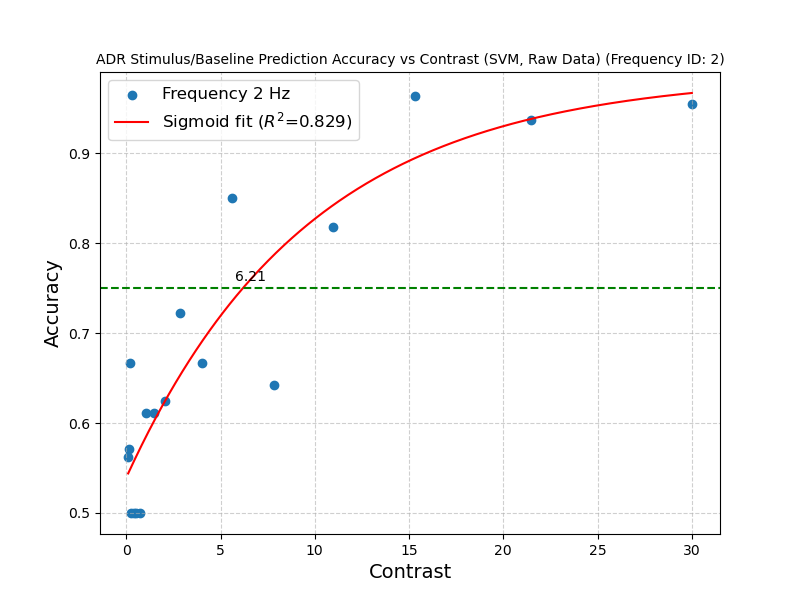 ADR Stimulus/Baseline Prediction Accuracy vs Contrast (SVM, Raw Data) (Frequency ID: 2)
Frequency 2 Hz
Sigmoid fit (R²=0.829)
0.9
0.8
6.21
0.7
0.6
0.5
Accuracy
0 5 10 15 20 25 30
Contrast